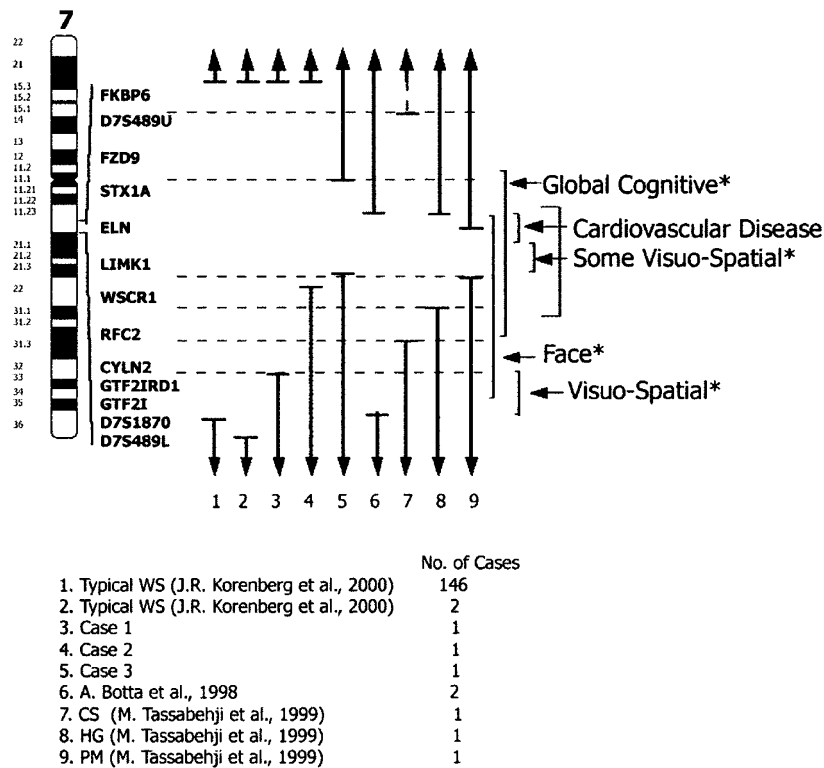 7
22
21
15.3
15.2
15.1
14
13
12
11.2
11.1
11.21
11.22
11.23
21.1
21.2
21.3
22
31.1
31.2
31.3
32
33
34
35
36
FKBP6
D7S489U
FZD9
STX1A
ELN
LIMK1
WSCR1
RFC2
CYLN2
GTF2IRD1
GTF2I
D7S1870
D7S489L
Global Cognitive*
Cardiovascular Disease
Some Visuo-Spatial*
Face*
Visuo-Spatial*
1 2 3 4 5 6 7 8 9
No. of Cases
1. Typical WS (J.R. Korenberg et al., 2000) 146
2. Typical WS (J.R. Korenberg et al., 2000) 2
3. Case 1 1
4. Case 2 1
5. Case 3 1
6. A. Botta et al., 1998 2
7. CS (M. Tassabehji et al., 1999) 1
8. HG (M. Tassabehji et al., 1999) 1
9. PM (M. Tassabehji et al., 1999) 1